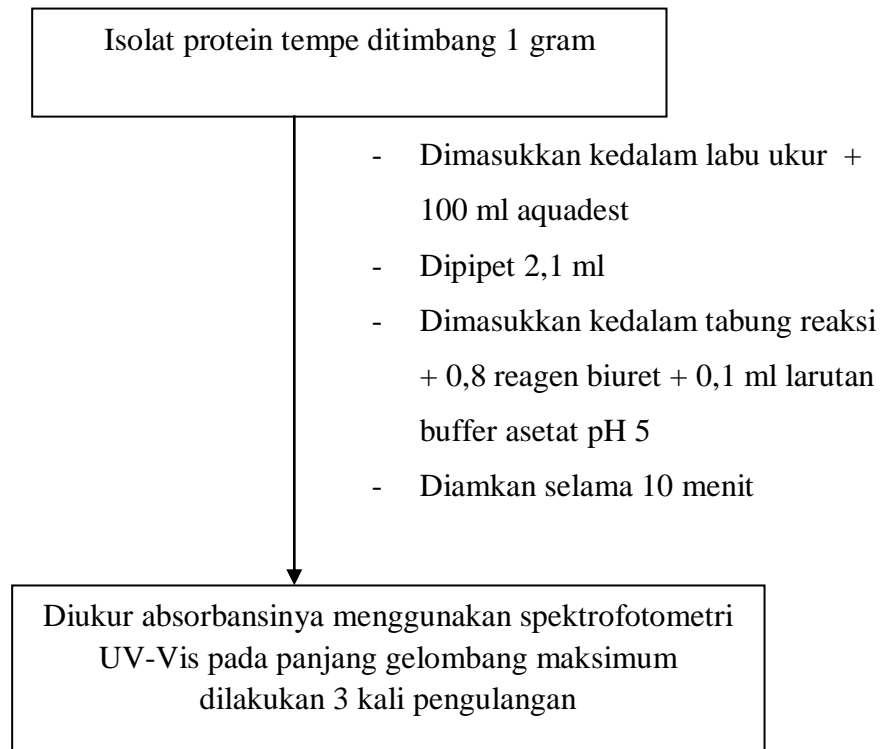 Isolat protein tempe ditimbang 1 gram
- Dimasukkan kedalam labu ukur +
100 ml aquadest
- Dipipet 2,1 ml
- Dimasukkan kedalam tabung reaksi
+ 0,8 reagen biuret + 0,1 ml larutan
buffer asetat pH 5
- Diamkan selama 10 menit
Diukur absorbansinya menggunakan spektrofotometri
UV-Vis pada panjang gelombang maksimum
dilakukan 3 kali pengulangan